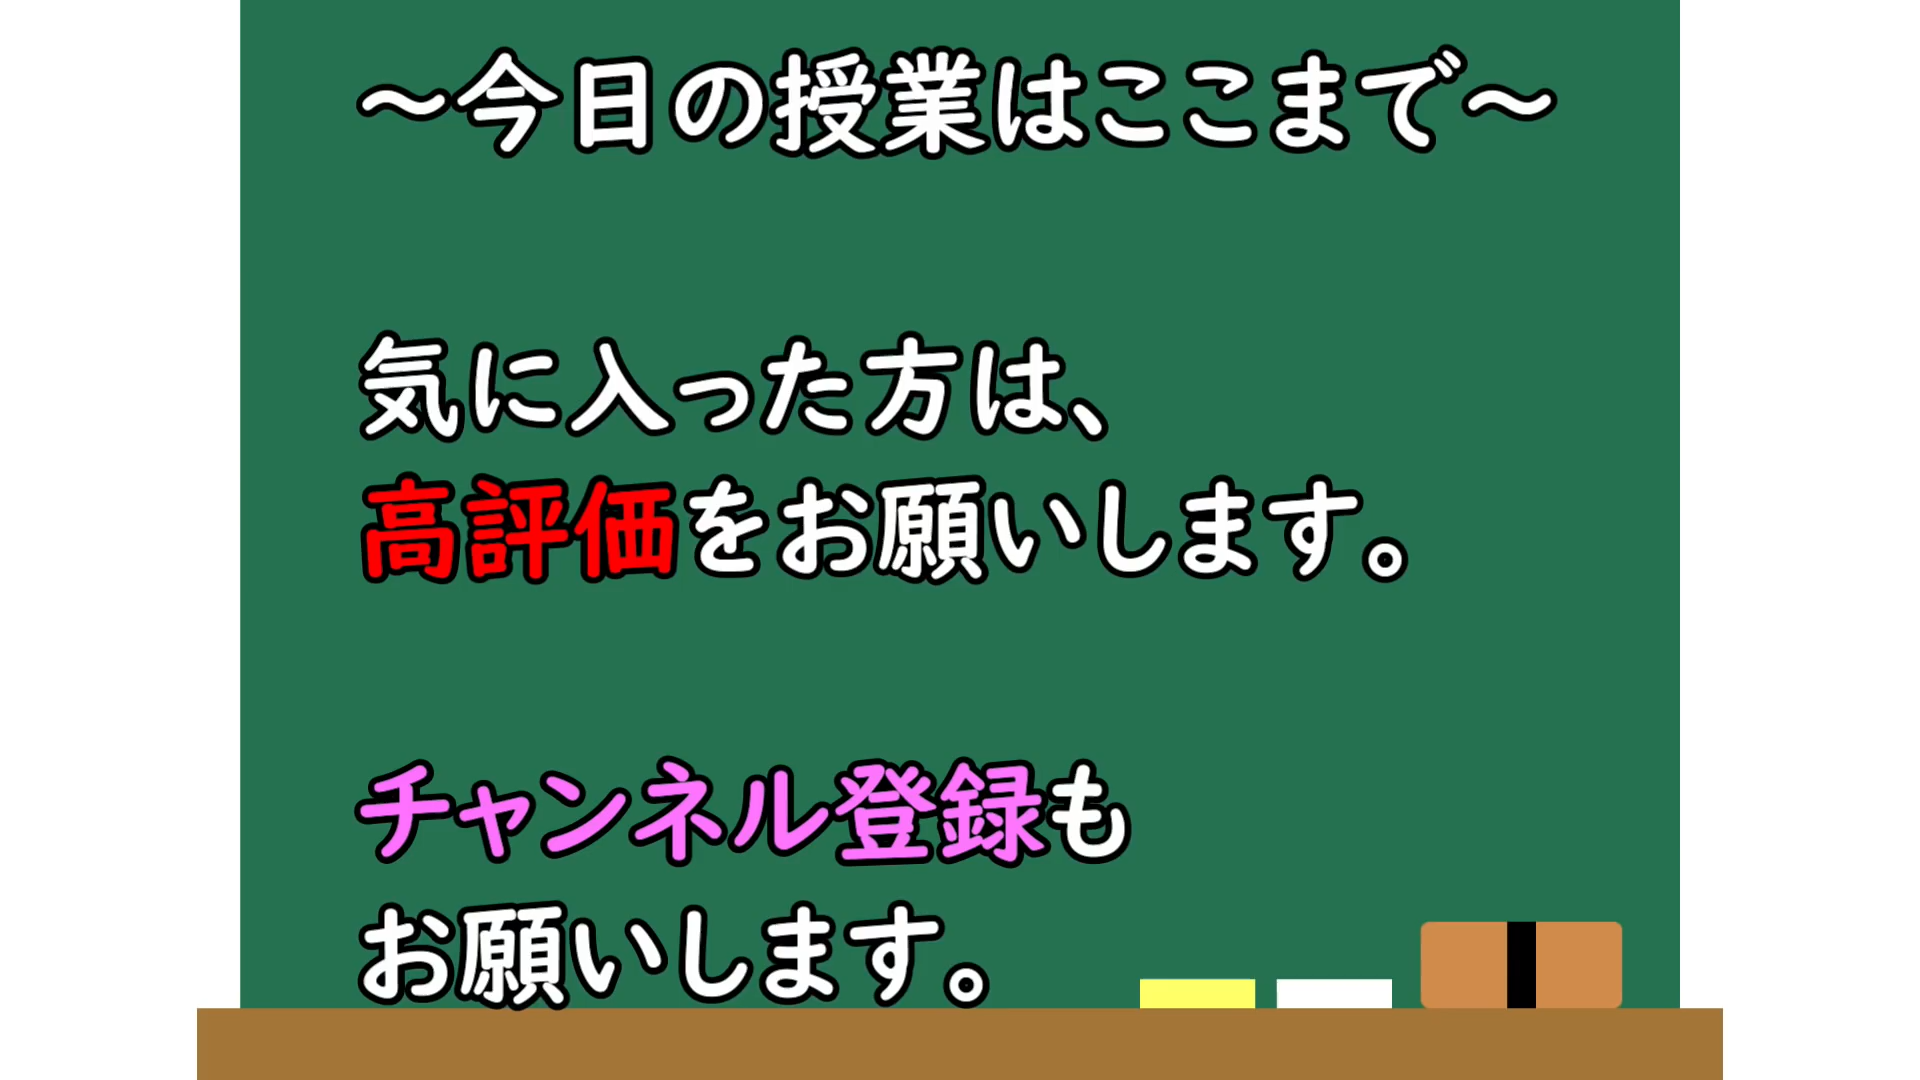 ～今日の授業はここまで～
気に入った方は、
高評価をお願いします。
チャンネル登録も
お願いします。